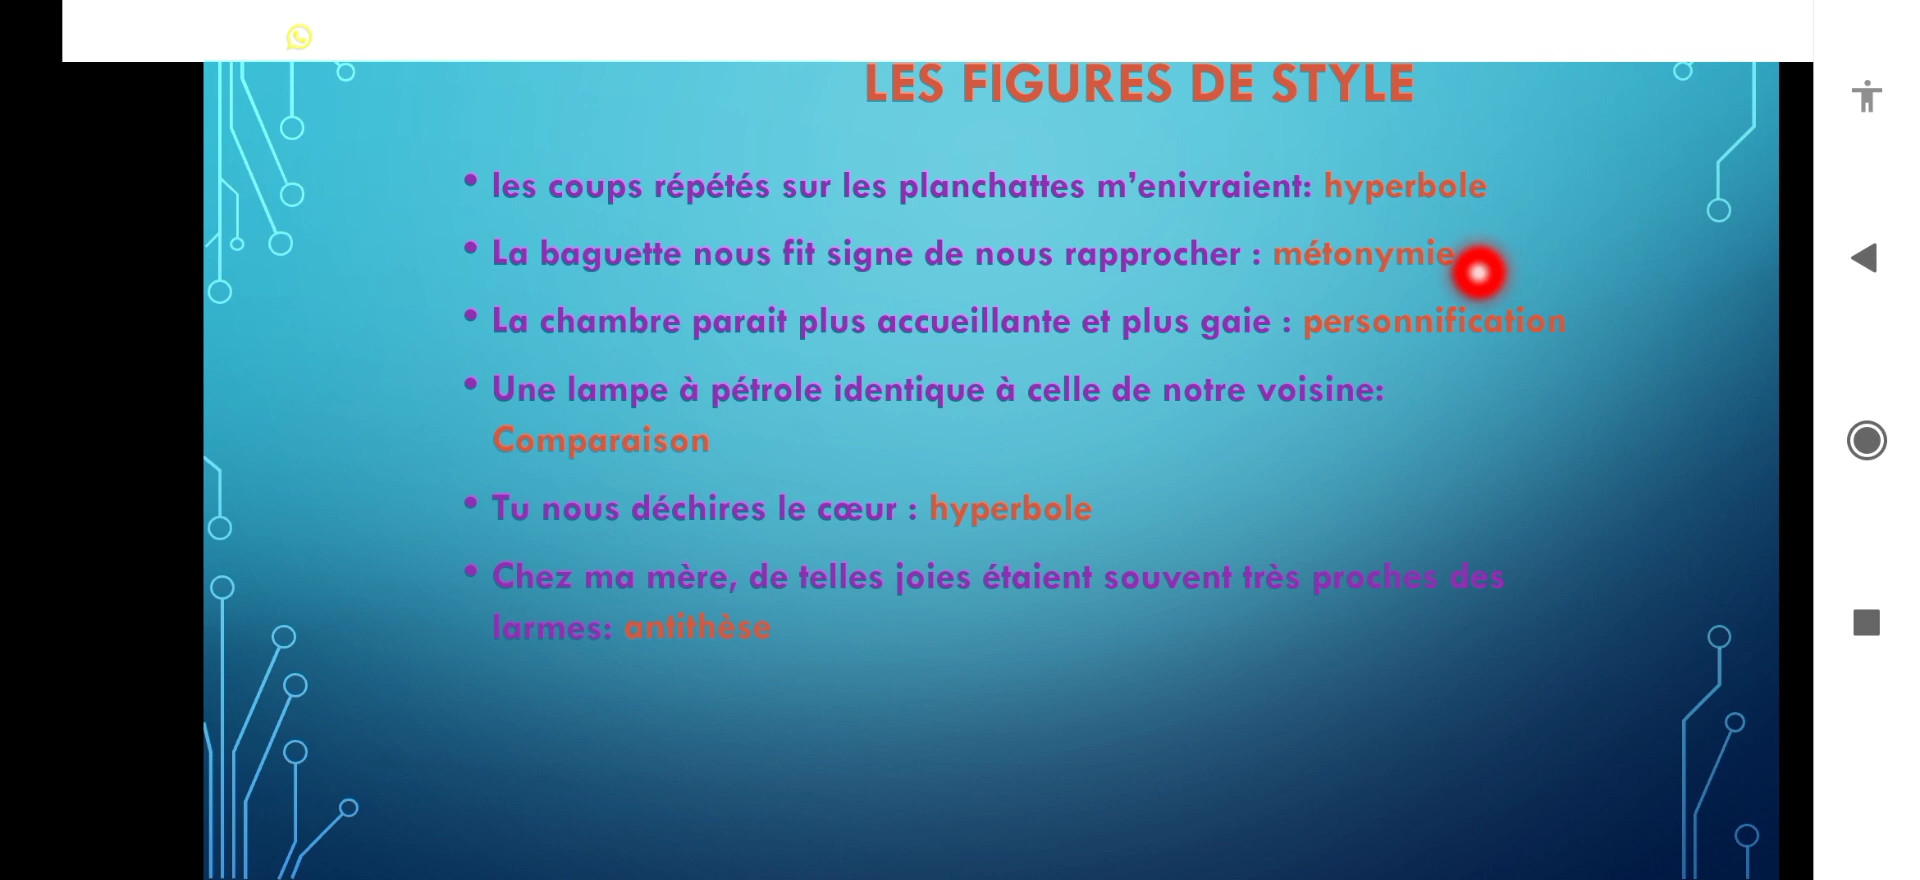 LES FIGURES DE STYLE
• les coups répétés sur les planchattes m'enivraient: hyperbole
• La baguette nous fit signe de nous rapprocher : métonymie
• La chambre parait plus accueillante et plus gaie : personnification
• Une lampe à pétrole identique à celle de notre voisine:
Comparaison
• Tu nous déchires le cœur : hyperbole
• Chez ma mère, de telles joies étaient souvent très proches des
larmes: antithèse